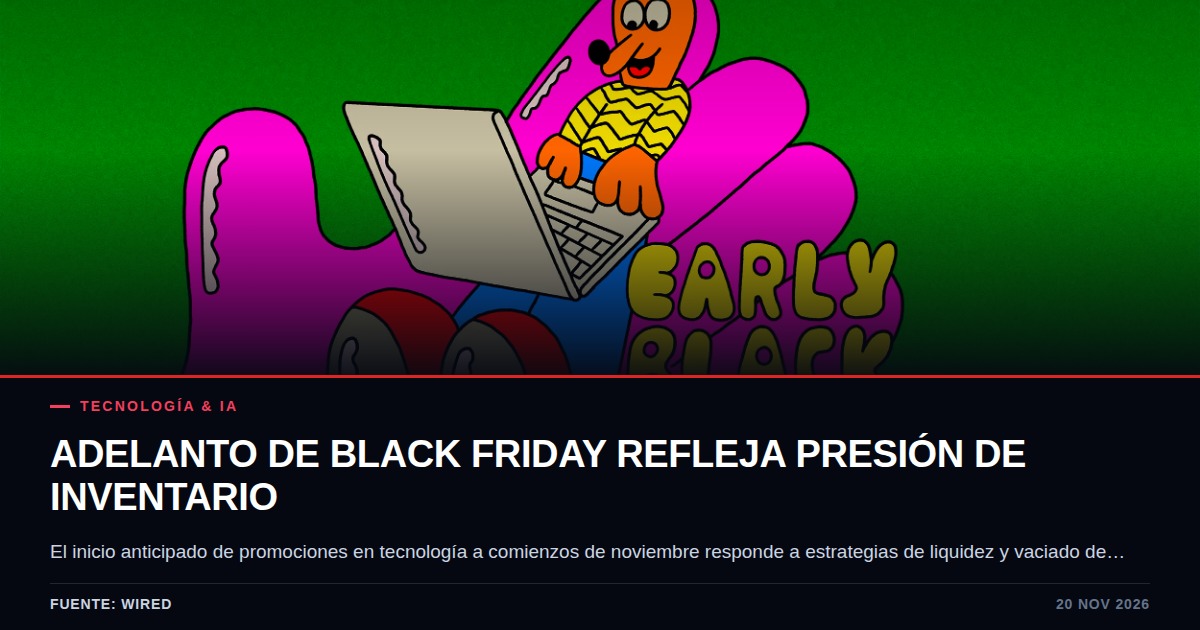 EARLY
BLACK
TECNOLOGÍA & IA
ADELANTO DE BLACK FRIDAY REFLEJA PRESIÓN DE
INVENTARIO
El inicio anticipado de promociones en tecnología a comienzos de noviembre responde a estrategias de liquidez y vaciado de…
FUENTE: WIRED
20 NOV 2026